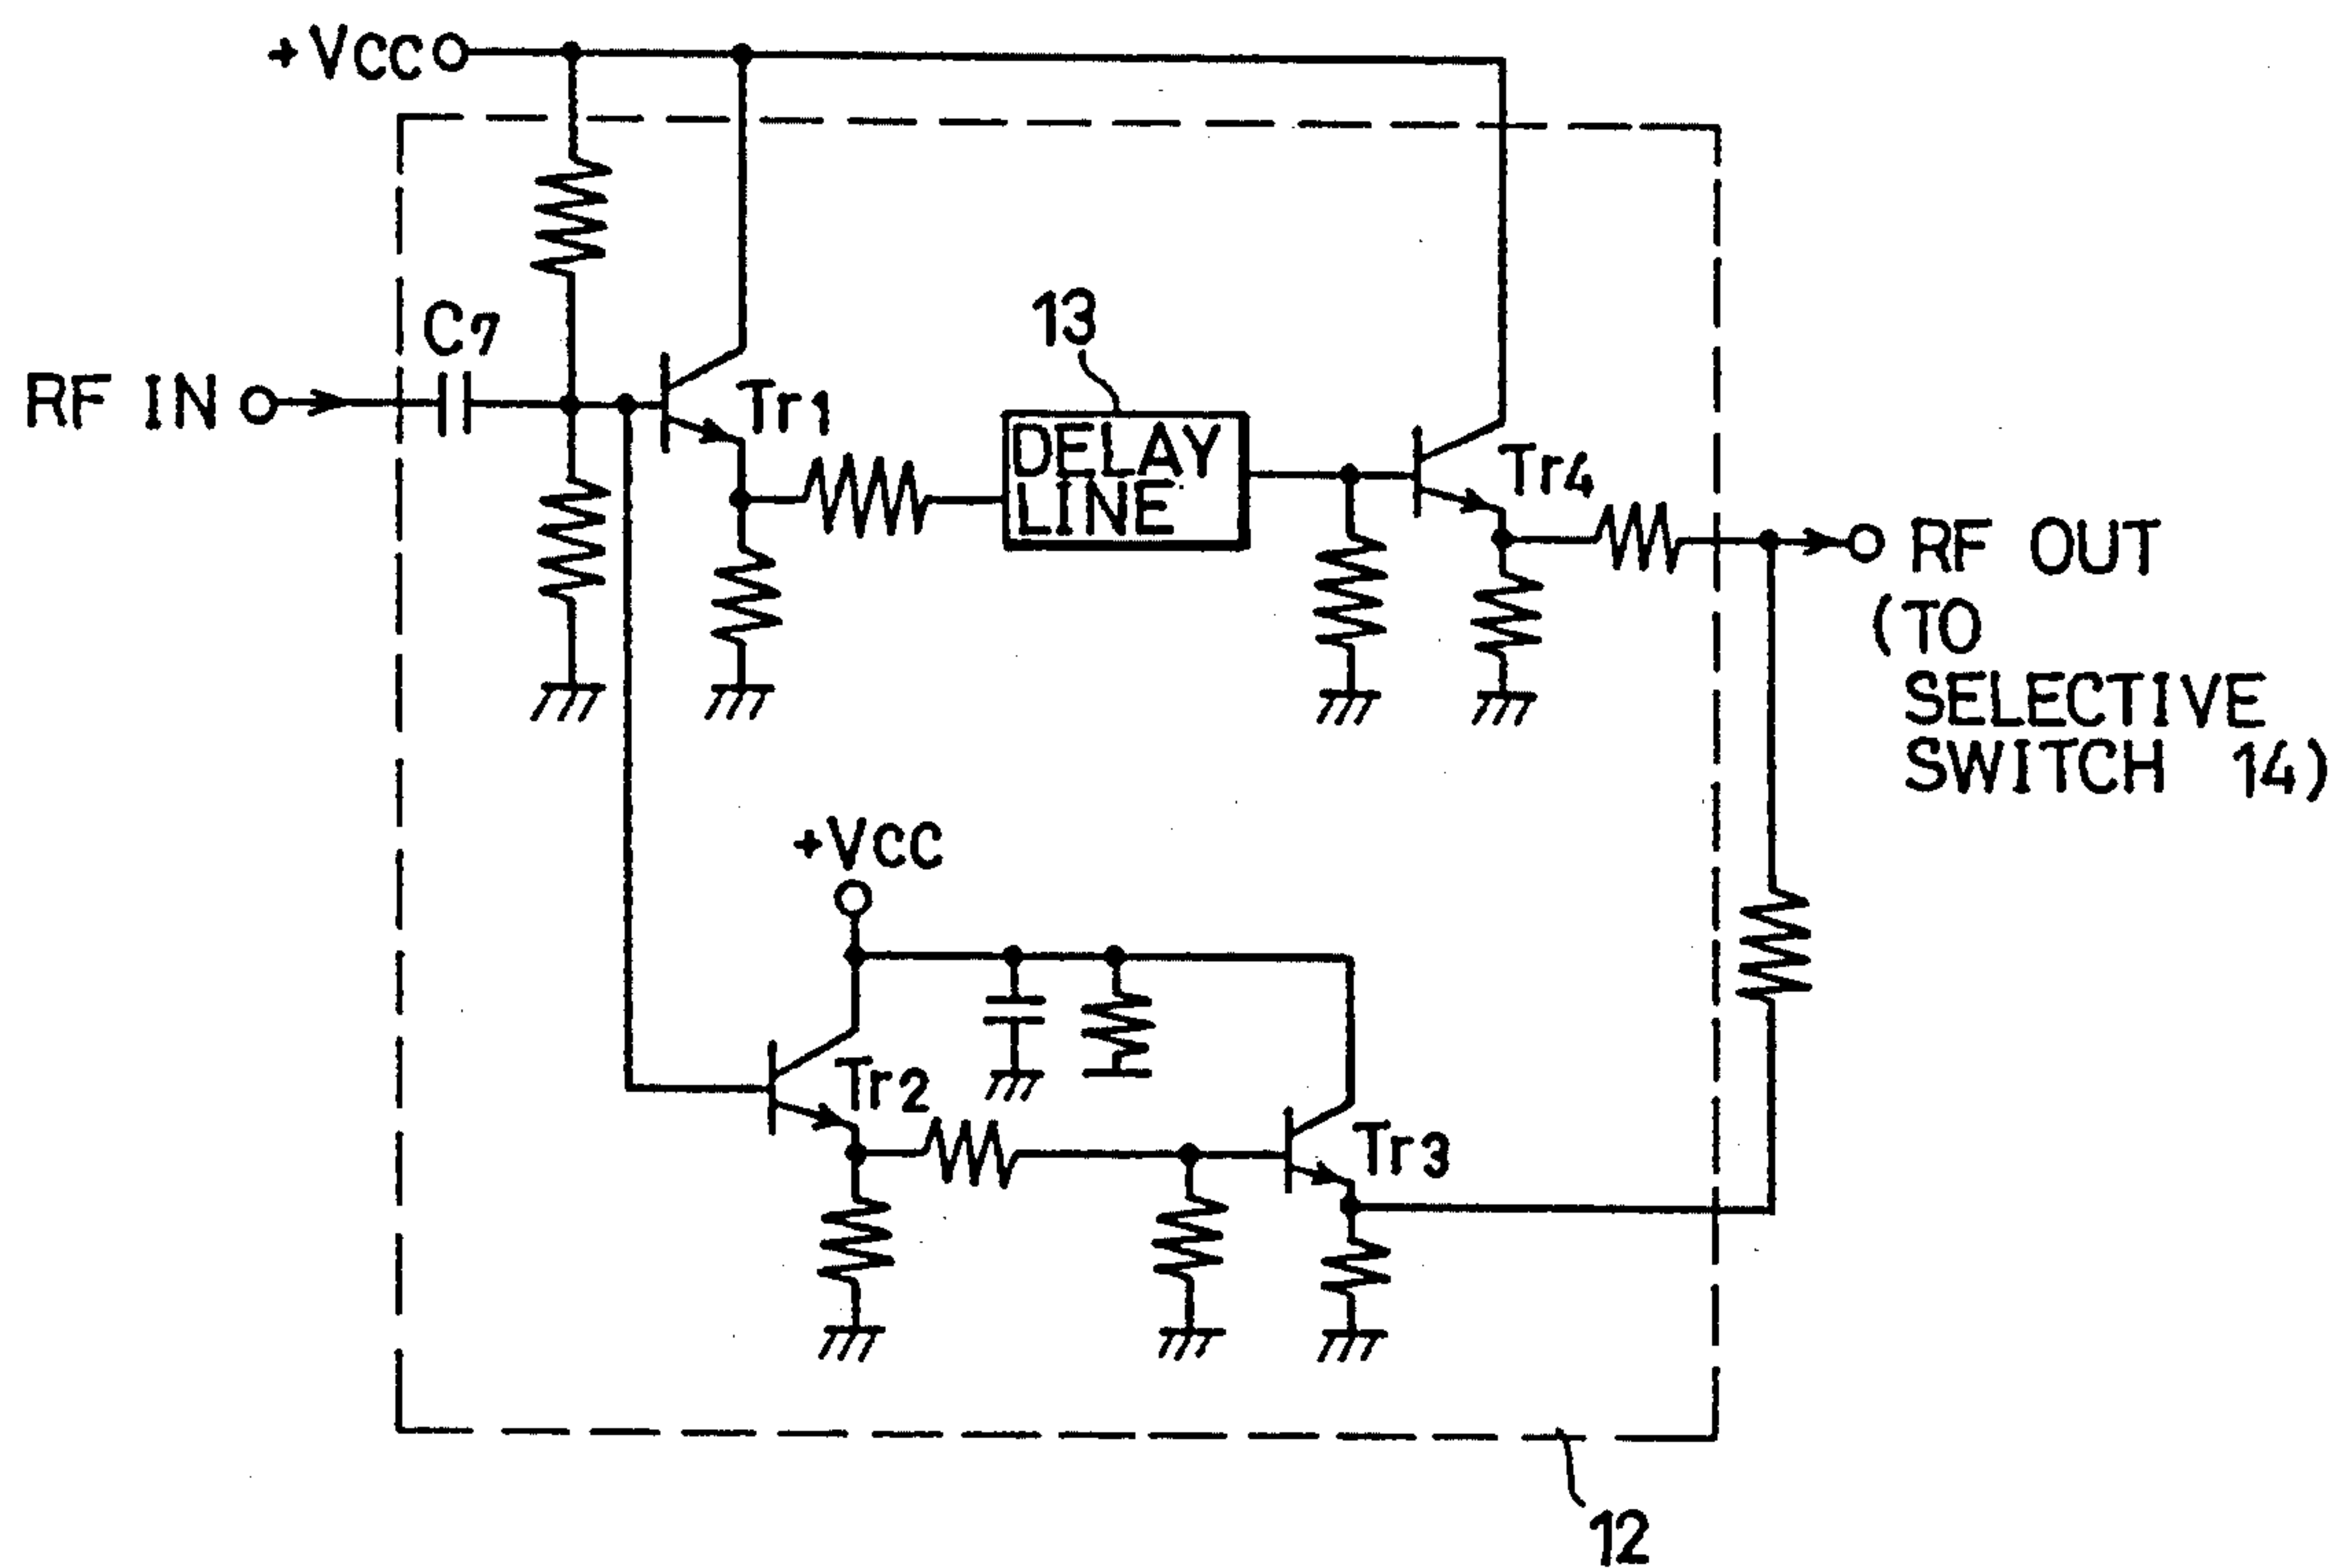 +VCC
C7
RF IN
Tr1
13
DELAY
LINE
Tr4
RF OUT
(TO
SELECTIVE
SWITCH 14)
+VCC
Tr2
Tr3
12